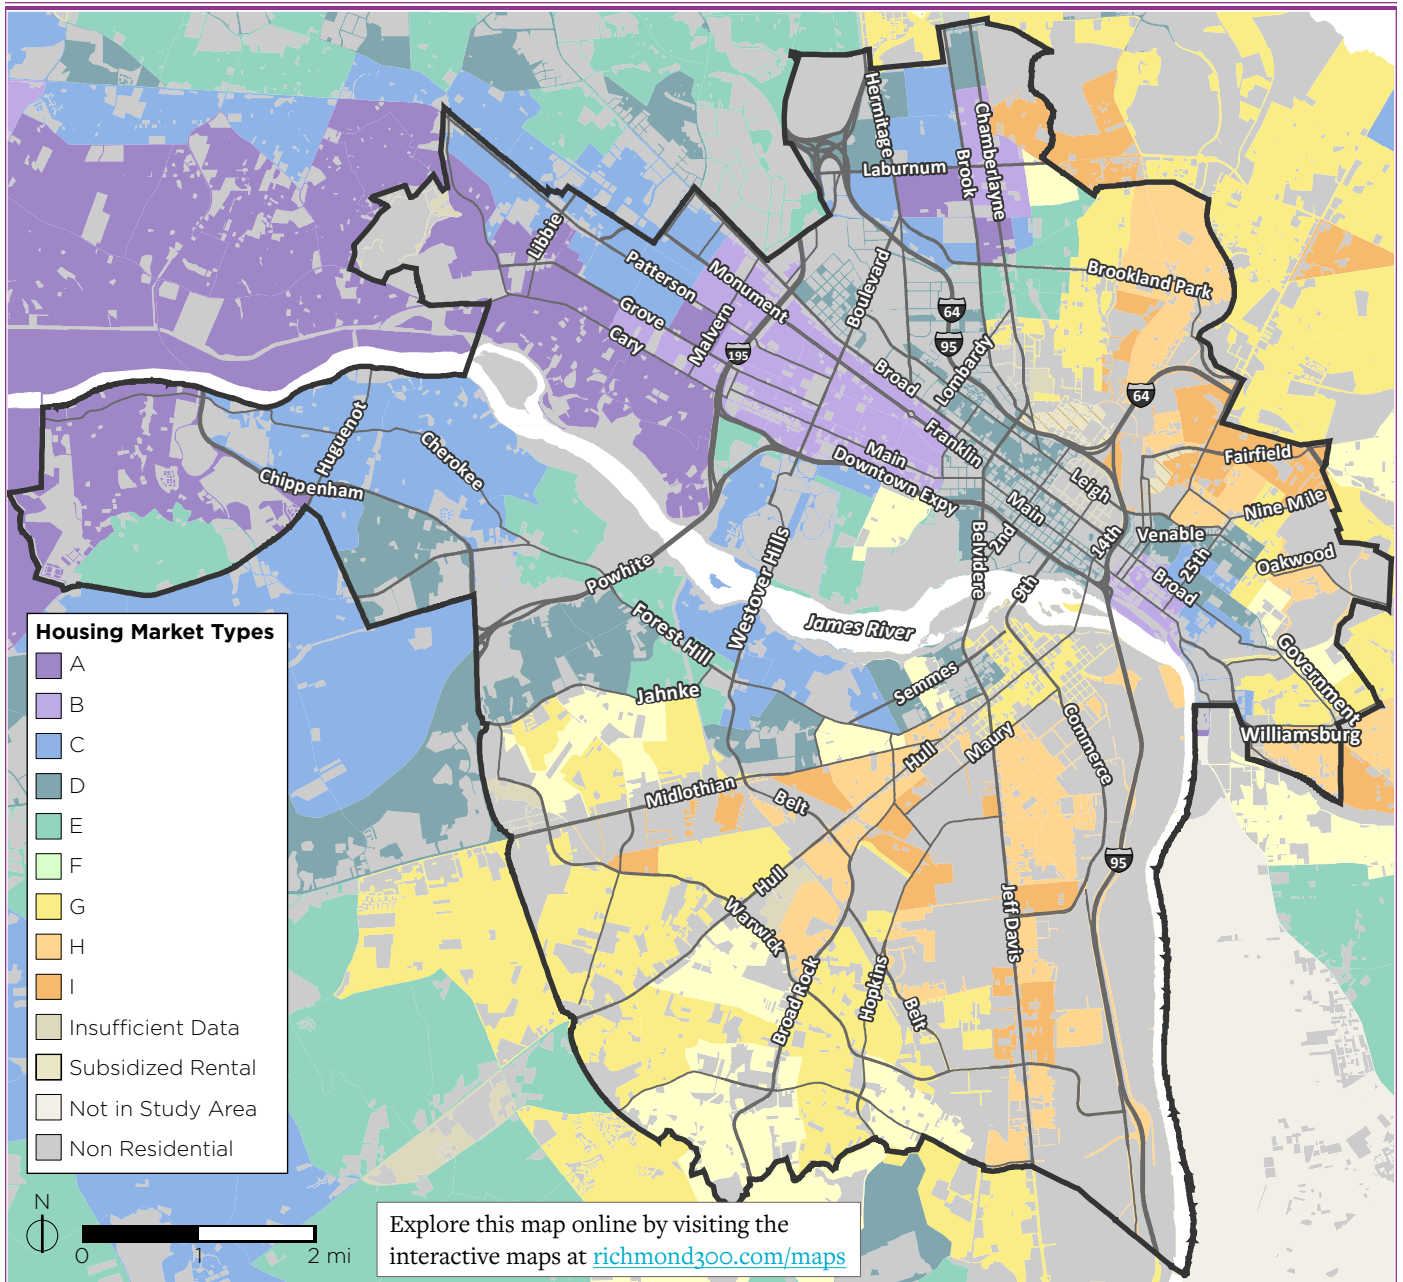 Hermitage
Chamberlayne
Brook
Laburnum
Libbie
Patterson
Monument
Boulevard
Brookland Park
Grove
Cary
Malvern
64
95
195
Lombardy
Broad
64
Huguenot
Cherokee
Chippenham
Franklin
Main
Downtown Expy
Leigh
Main
Fairfield
Nine Mile
Belvidere
2nd
14th
Venable
25th
Oakwood
Broad
Westover Hills
Powhite
9th
James River
Forest Hill
Jahnke
Semmes
Government
Williamsburg
Commerce
Maury
Hull
Midlothian
Belt
95
Hull
Warwick
Jeff Davis
Broad Rock
Hopkins
Belt
Housing Market Types
A
B
C
D
E
F
G
H
I
Insufficient Data
Subsidized Rental
Not in Study Area
Non Residential
N
0 1 2 mi
Explore this map online by visiting the
interactive maps at richmond300.com/maps